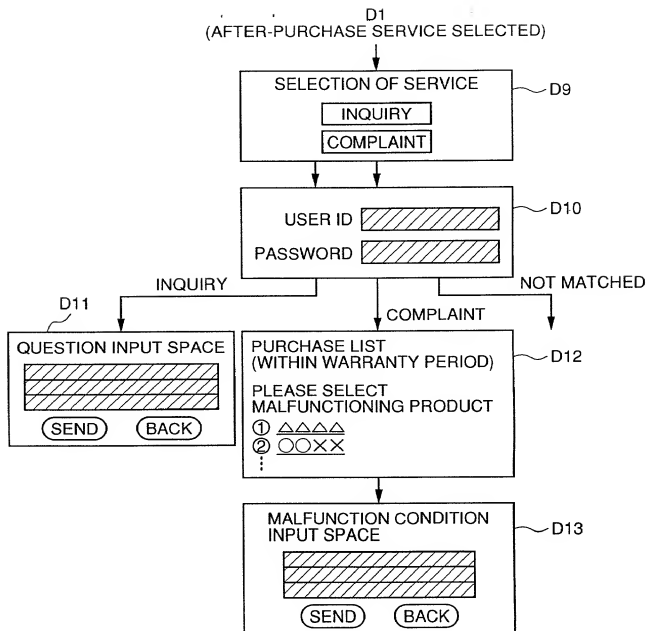 D1
(AFTER-PURCHASE SERVICE SELECTED)
SELECTION OF SERVICE
D9
INQUIRY
COMPLAINT
D10
USER ID
PASSWORD
INQUIRY
NOT MATCHED
COMPLAINT
D11
QUESTION INPUT SPACE
SEND
BACK
D12
PURCHASE LIST
(WITHIN WARRANTY PERIOD)
PLEASE SELECT
MALFUNCTIONING PRODUCT
① △△△△
② ○○××
⋮
D13
MALFUNCTION CONDITION
INPUT SPACE
SEND
BACK